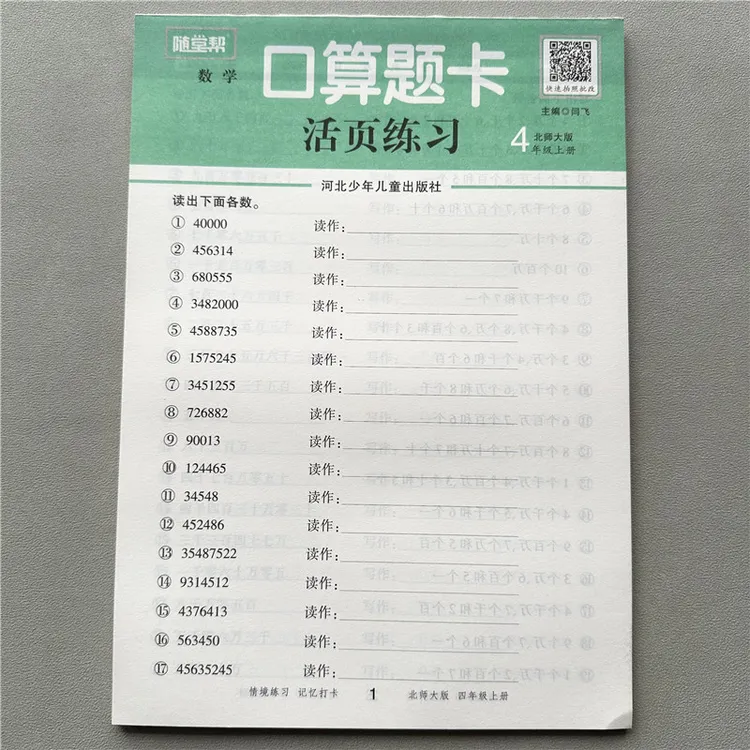 随堂帮
数学
口算题卡
活页练习
快速拍照批改
主编◎闫飞
4 北师大版
年级上册
河北少年儿童出版社
读出下面各数。
① 40000 读作:
② 456314 读作:
③ 680555 读作:
④ 3482000 读作:
⑤ 4588735 读作:
⑥ 1575245 读作:
⑦ 3451255 读作:
⑧ 726882 读作:
⑨ 90013 读作:
⑩ 124465 读作:
⑪ 34548 读作:
⑫ 452486 读作:
⑬ 35487522 读作:
⑭ 9314512 读作:
⑮ 4376413 读作:
⑯ 563450 读作:
⑰ 45635245 读作:
情境练习 记忆打卡 1 北师大版 四年级上册